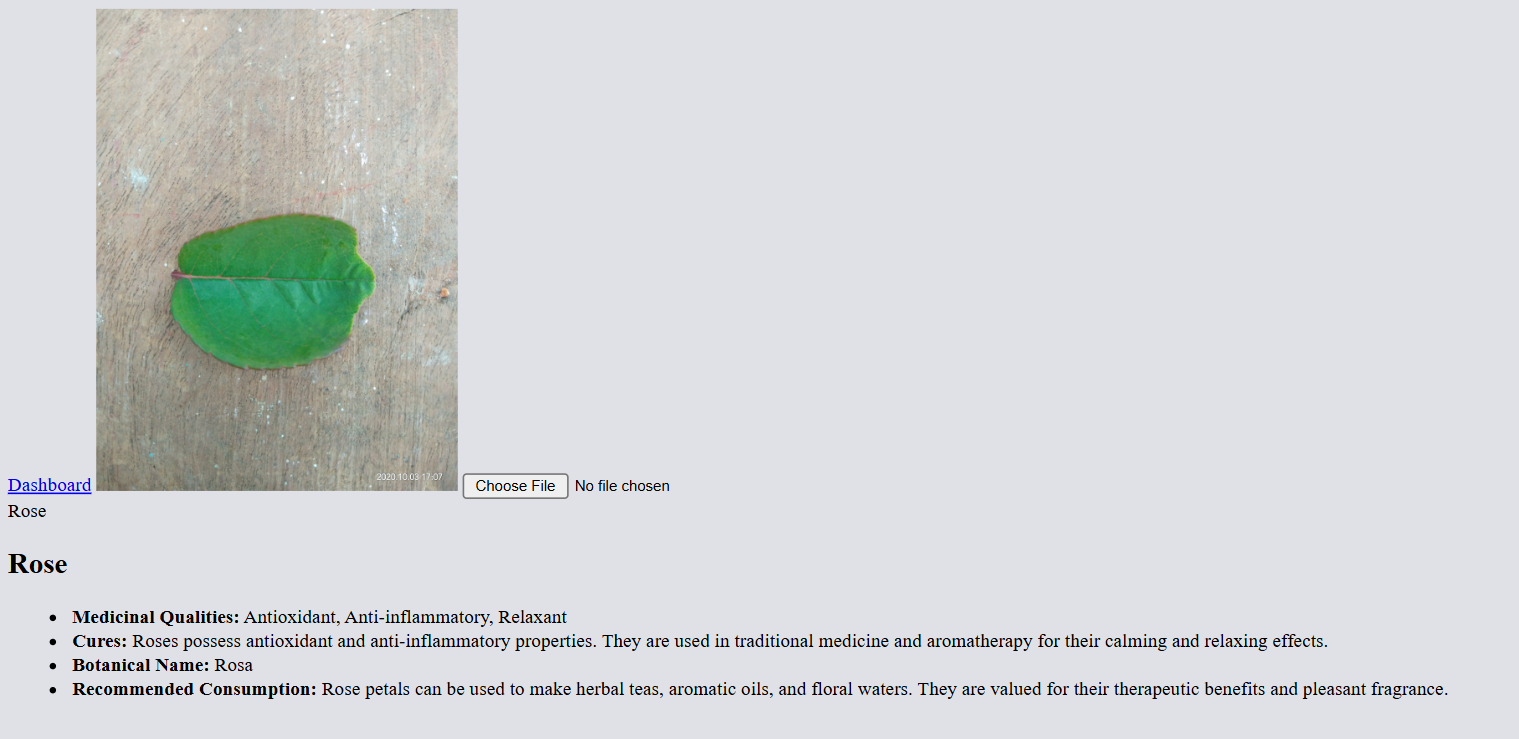 2020.10.03 17:07
Dashboard
Choose File No file chosen
Rose
Rose
Medicinal Qualities: Antioxidant, Anti-inflammatory, Relaxant
Cures: Roses possess antioxidant and anti-inflammatory properties. They are used in traditional medicine and aromatherapy for their calming and relaxing effects.
Botanical Name: Rosa
Recommended Consumption: Rose petals can be used to make herbal teas, aromatic oils, and floral waters. They are valued for their therapeutic benefits and pleasant fragrance.